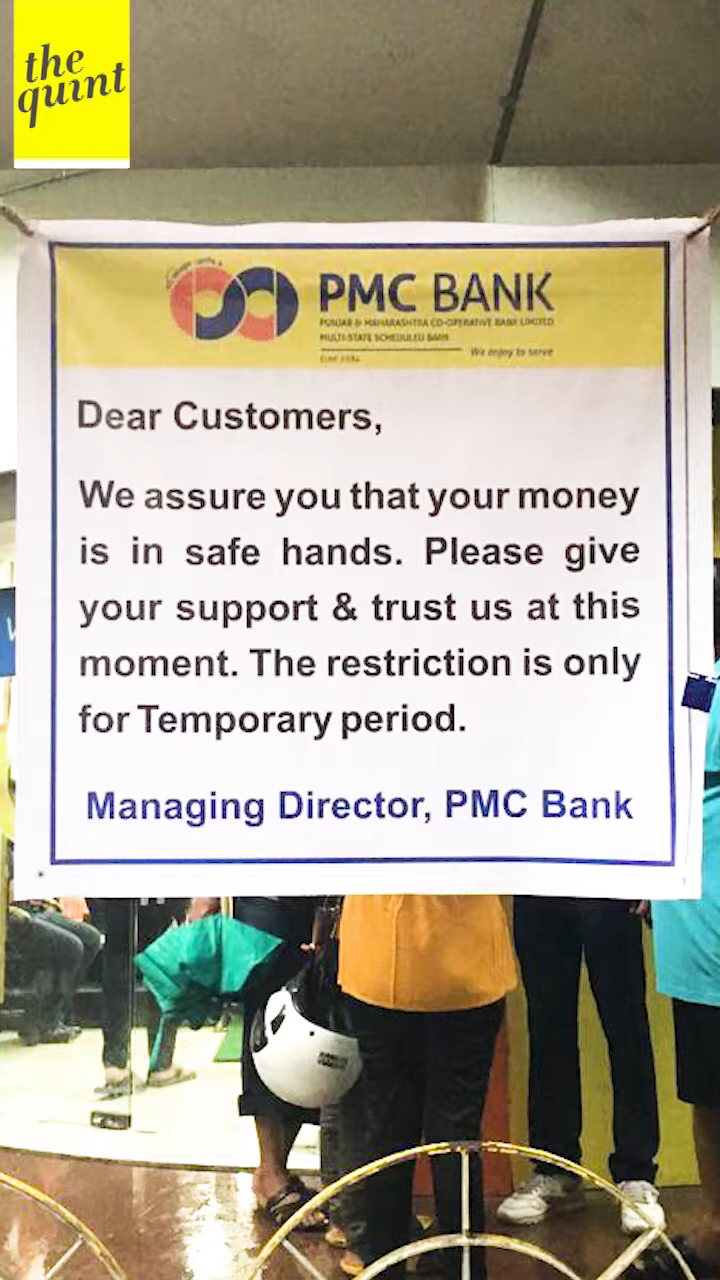 the
quint
PMC BANK
PUNJAB & MAHARASHTRA CO-OPERATIVE BANK LIMITED
MULTI-STATE SCHEDULED BANK
We enjoy to serve
Dear Customers,
We assure you that your money
is in safe hands. Please give
your support & trust us at this
moment. The restriction is only
for Temporary period.
Managing Director, PMC Bank